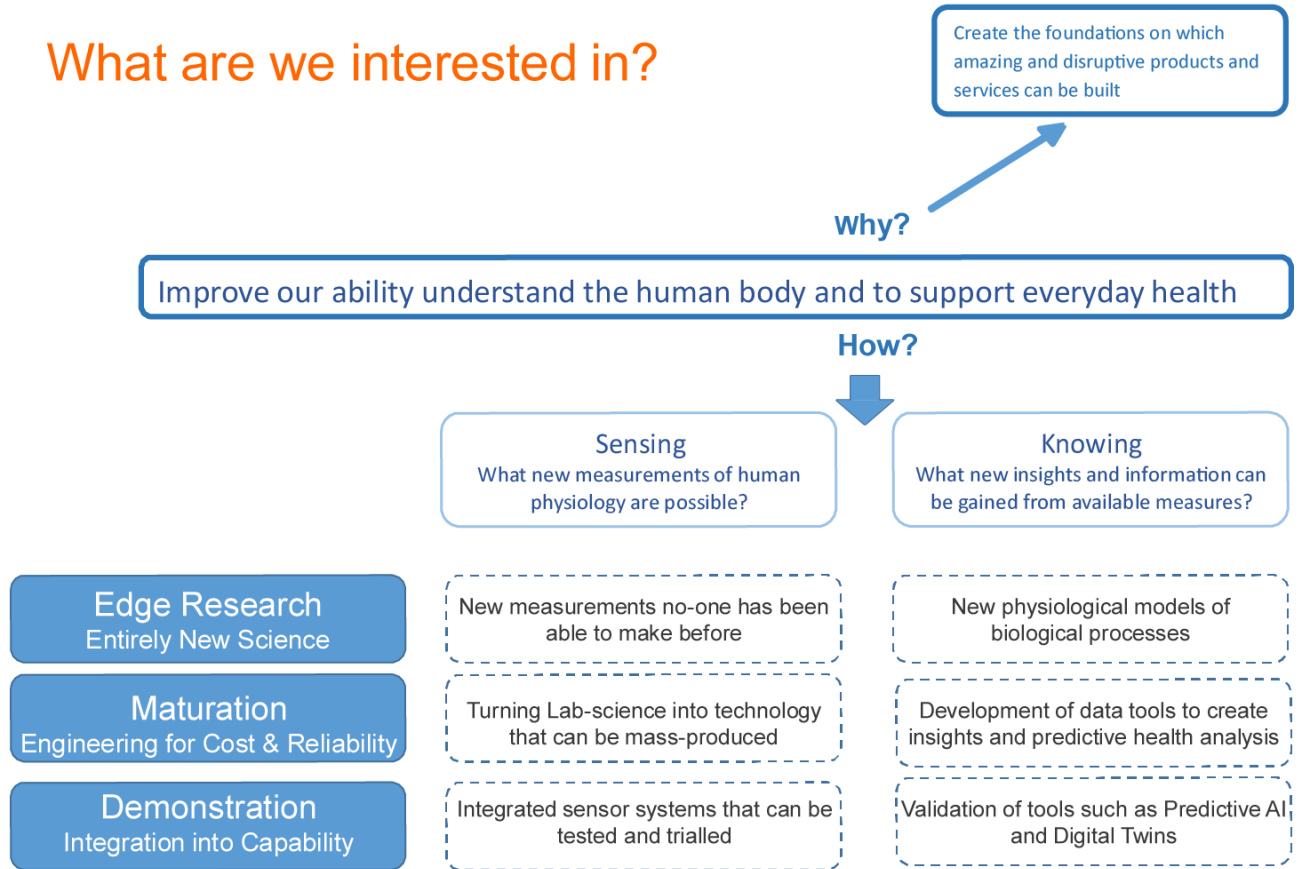 What are we interested in?
Create the foundations on which
amazing and disruptive products and
services can be built
Why?
Improve our ability understand the human body and to support everyday health
How?
Sensing
What new measurements of human
physiology are possible?
Knowing
What new insights and information can
be gained from available measures?
Edge Research
Entirely New Science
New measurements no-one has been
able to make before
New physiological models of
biological processes
Maturation
Engineering for Cost & Reliability
Turning Lab-science into technology
that can be mass-produced
Development of data tools to create
insights and predictive health analysis
Demonstration
Integration into Capability
Integrated sensor systems that can be
tested and trialled
Validation of tools such as Predictive AI
and Digital Twins